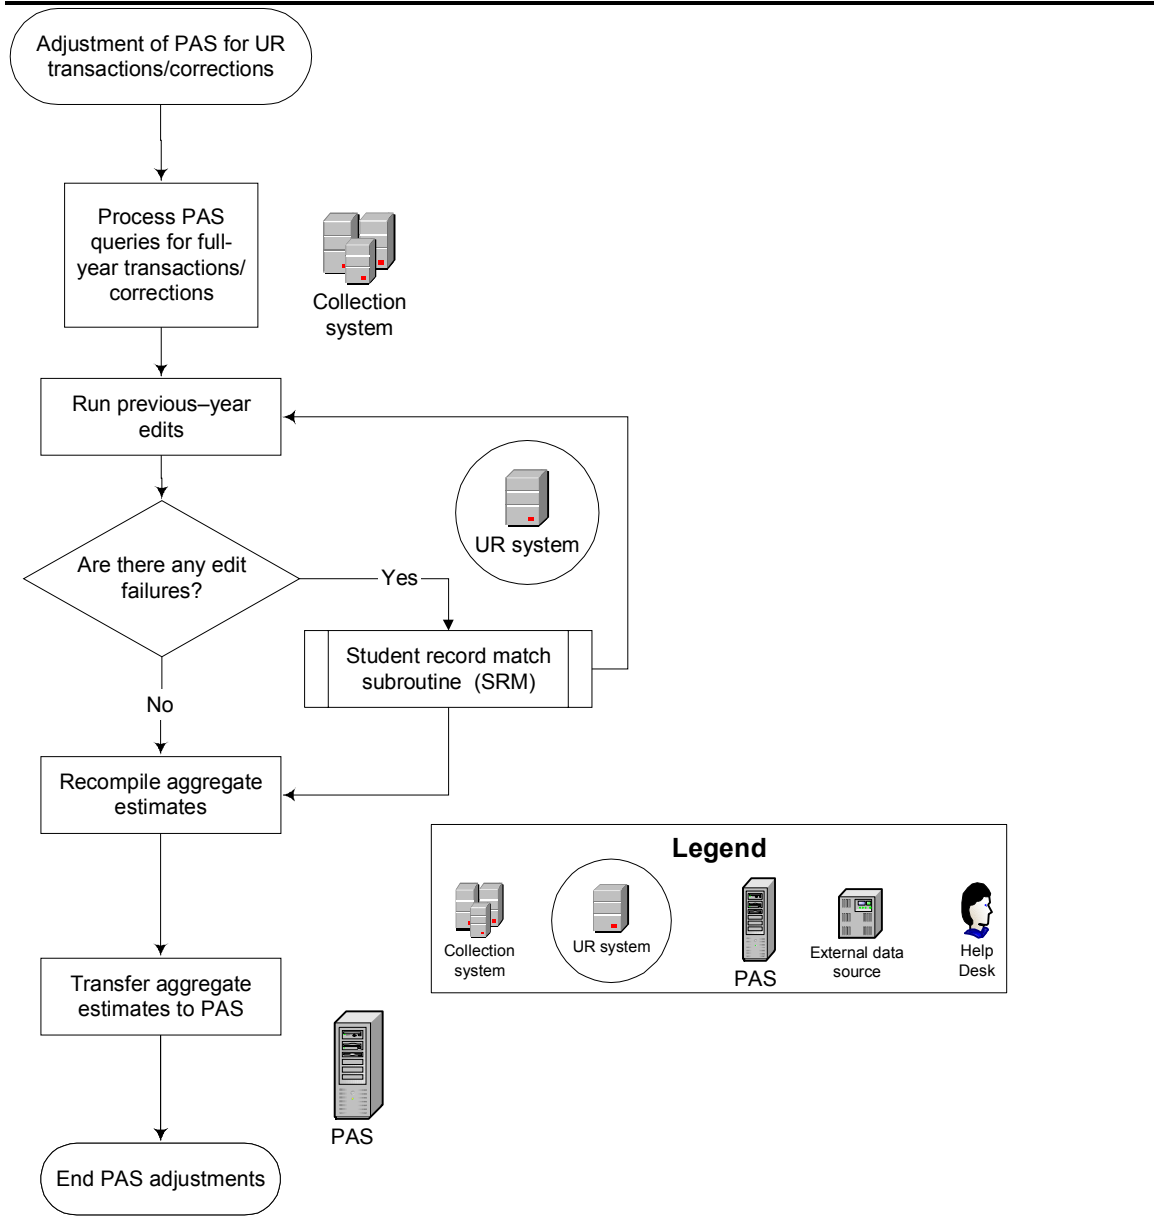 Adjustment of PAS for UR
transactions/corrections
Process PAS
queries for full-
year transactions/
corrections
Collection
system
Run previous–year
edits
UR system
Are there any edit
failures?
Yes
Student record match
subroutine (SRM)
No
Recompile aggregate
estimates
Legend
Collection
system
UR system
PAS
External data
source
Help
Desk
Transfer aggregate
estimates to PAS
PAS
End PAS adjustments